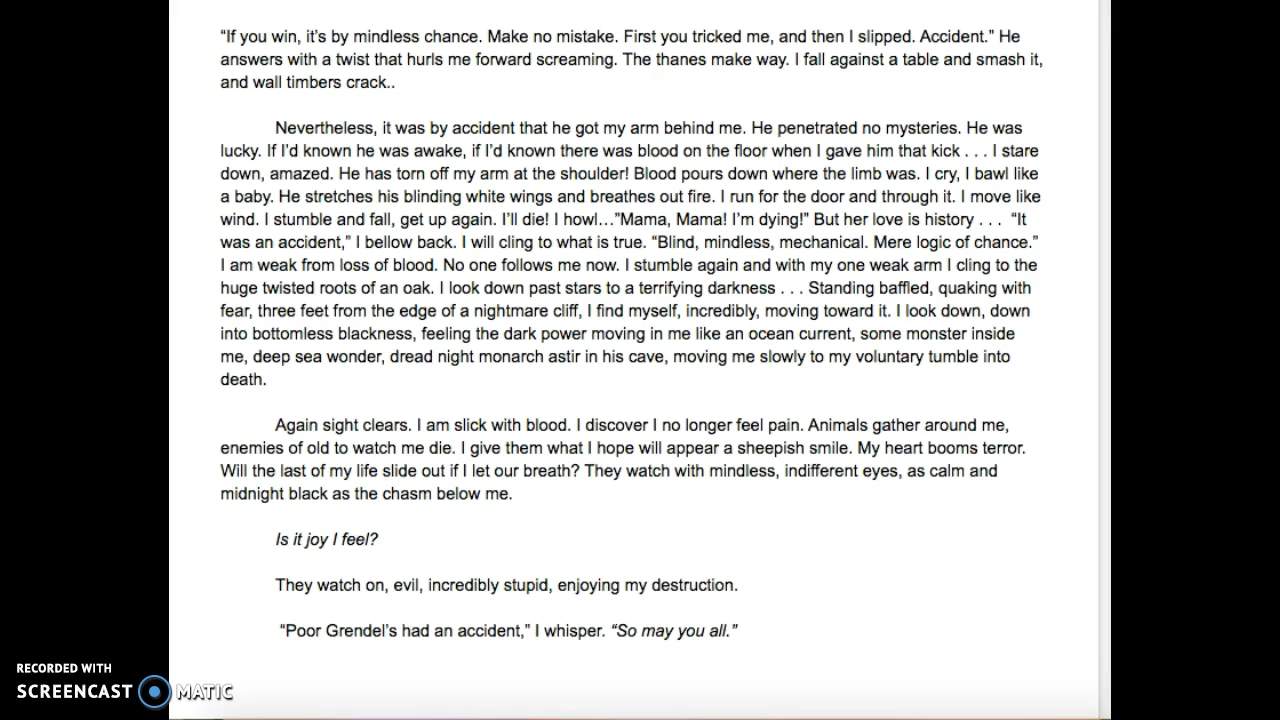 “If you win, it’s by mindless chance. Make no mistake. First you tricked me, and then I slipped. Accident.” He
answers with a twist that hurls me forward screaming. The thanes make way. I fall against a table and smash it,
and wall timbers crack..
Nevertheless, it was by accident that he got my arm behind me. He penetrated no mysteries. He was
lucky. If I’d known he was awake, if I’d known there was blood on the floor when I gave him that kick . . . I stare
down, amazed. He has torn off my arm at the shoulder! Blood pours down where the limb was. I cry, I bawl like
a baby. He stretches his blinding white wings and breathes out fire. I run for the door and through it. I move like
wind. I stumble and fall, get up again. I’ll die! I howl…”Mama, Mama! I’m dying!” But her love is history . . . “It
was an accident,” I bellow back. I will cling to what is true. “Blind, mindless, mechanical. Mere logic of chance.”
I am weak from loss of blood. No one follows me now. I stumble again and with my one weak arm I cling to the
huge twisted roots of an oak. I look down past stars to a terrifying darkness . . . Standing baffled, quaking with
fear, three feet from the edge of a nightmare cliff, I find myself, incredibly, moving toward it. I look down, down
into bottomless blackness, feeling the dark power moving in me like an ocean current, some monster inside
me, deep sea wonder, dread night monarch astir in his cave, moving me slowly to my voluntary tumble into
death.
Again sight clears. I am slick with blood. I discover I no longer feel pain. Animals gather around me,
enemies of old to watch me die. I give them what I hope will appear a sheepish smile. My heart booms terror.
Will the last of my life slide out if I let our breath? They watch with mindless, indifferent eyes, as calm and
midnight black as the chasm below me.
Is it joy I feel?
They watch on, evil, incredibly stupid, enjoying my destruction.
“Poor Grendel’s had an accident,” I whisper. “So may you all.”
RECORDED WITH
SCREENCAST MATIC